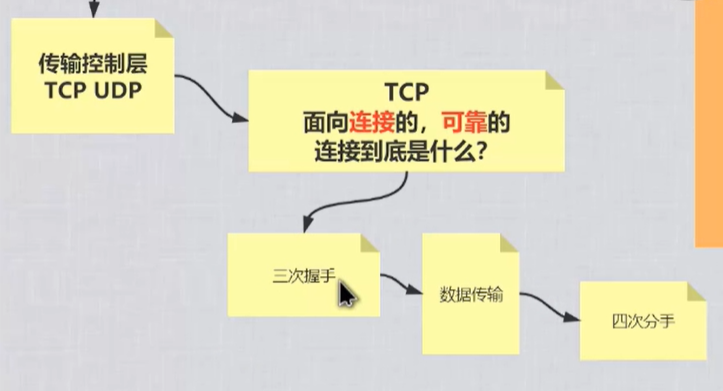 传输控制层
TCP UDP
TCP
面向连接的，可靠的
连接到底是什么？
三次握手
数据传输
四次分手